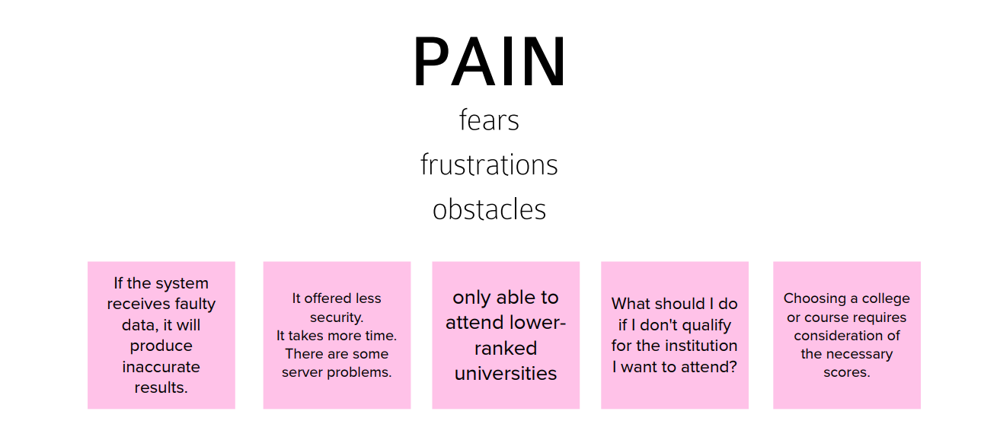 PAIN
fears
frustrations
obstacles
If the system
receives faulty
data, it will
produce
inaccurate
results.
It offered less
security.
It takes more time.
There are some
server problems.
only able to
attend lower-
ranked
universities
What should I do
if I don't qualify
for the institution
I want to attend?
Choosing a college
or course requires
consideration of
the necessary
scores.